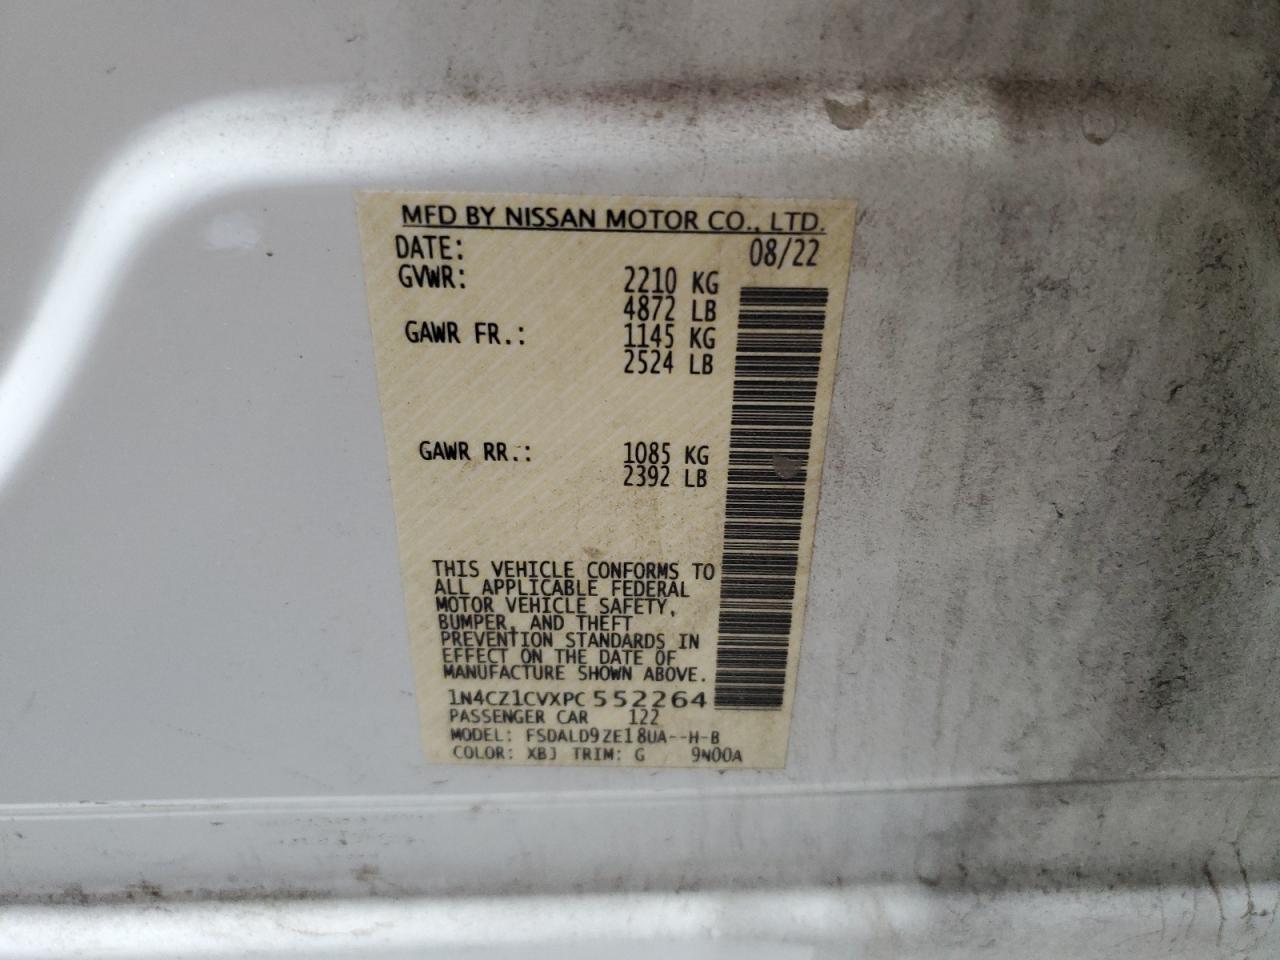 MFD BY NISSAN MOTOR CO., LTD.
DATE: 08/22
GVWR: 2210 KG
4872 LB
GAWR FR.: 1145 KG
2524 LB
GAWR RR.: 1085 KG
2392 LB
THIS VEHICLE CONFORMS TO
ALL APPLICABLE FEDERAL
MOTOR VEHICLE SAFETY,
BUMPER, AND THEFT
PREVENTION STANDARDS IN
EFFECT ON THE DATE OF
MANUFACTURE SHOWN ABOVE.
1N4CZ1CVXPC552264
PASSENGER CAR 122
MODEL: FSDALD9ZE18UA--H-B
COLOR: XBJ TRIM: G 9N00A